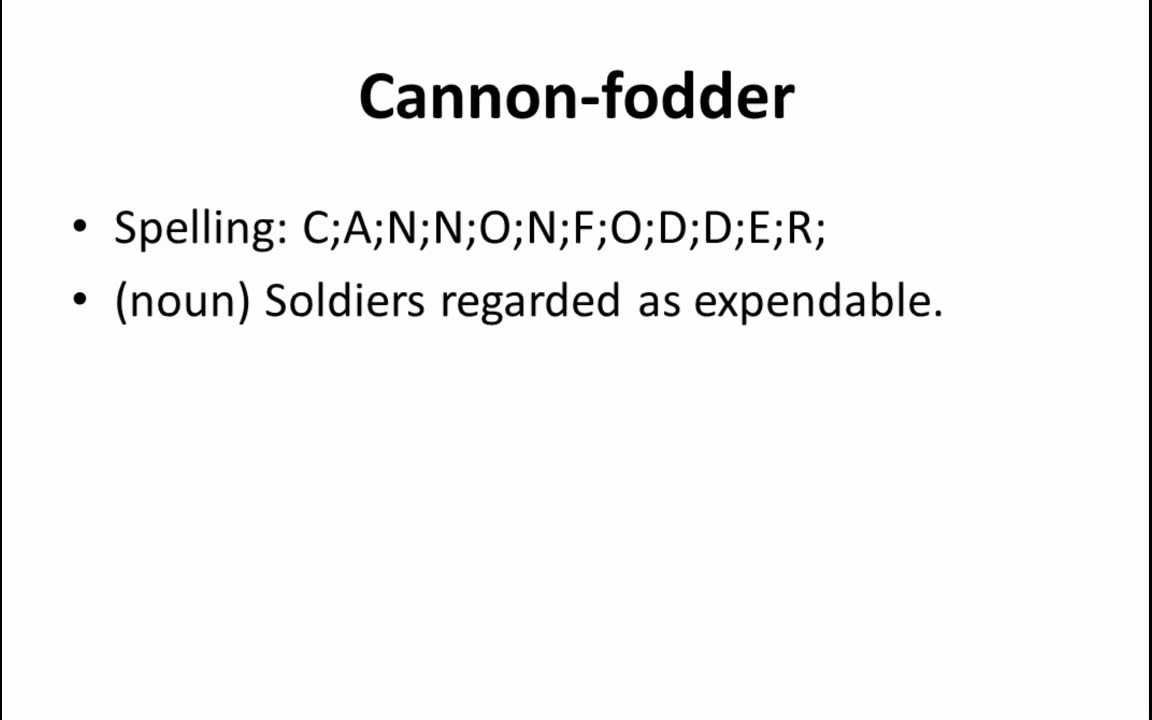 Cannon-fodder
• Spelling: C;A;N;N;O;N;F;O;D;D;E;R;
• (noun) Soldiers regarded as expendable.